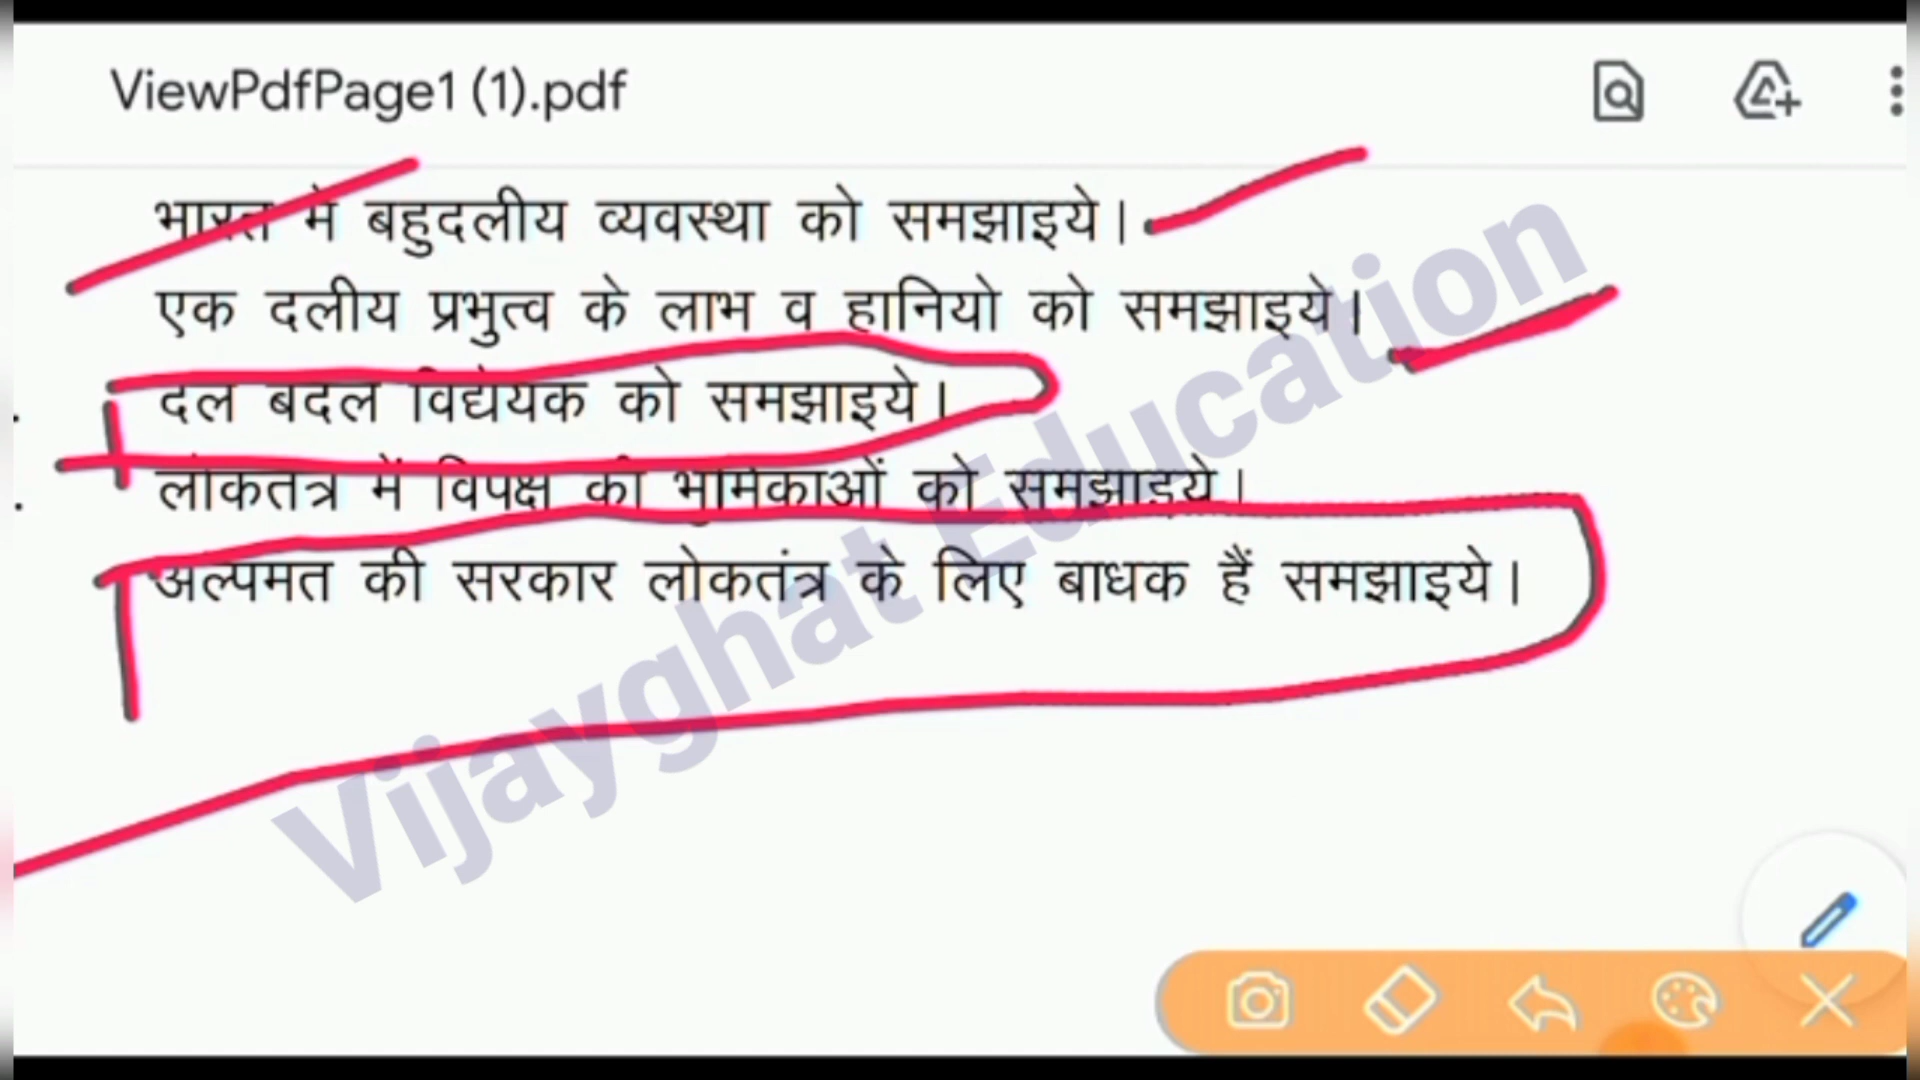 ViewPdfPage1 (1).pdf
भारत मे बहुदलीय व्यवस्था को समझाइये।
एक दलीय प्रभुत्व के लाभ व हानियो को समझाइये।
दल बदल विद्येयक को समझाइये।
लोकतंत्र में विपक्ष की भुमिकाओं को समझाइये।
अल्पमत की सरकार लोकतंत्र के लिए बाधक हैं समझाइये।
Vijayghat Education